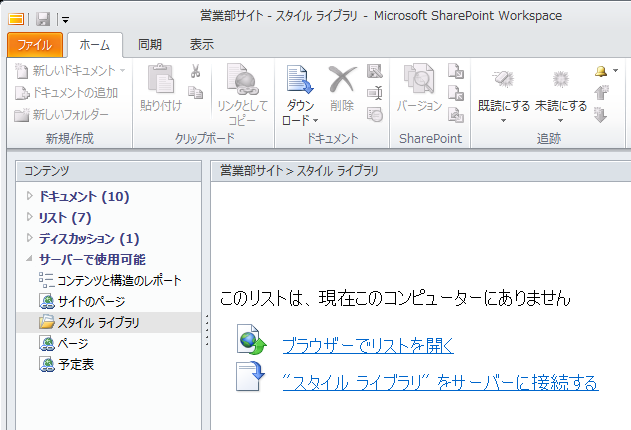 営業部サイト - スタイル ライブラリ - Microsoft SharePoint Workspace
ファイル ホーム 同期 表示
新しいドキュメント
ドキュメントの追加
新しいフォルダー
新規作成
貼り付け
リンクとして
コピー
クリップボード
ダウン
ロード
削除
ドキュメント
バージョン
SharePoint
既読にする
未読にする
追跡
コンテンツ
ドキュメント (10)
リスト (7)
ディスカッション (1)
サーバーで使用可能
コンテンツと構造のレポート
サイトのページ
スタイル ライブラリ
ページ
予定表
営業部サイト > スタイル ライブラリ
このリストは、現在このコンピューターにありません
ブラウザーでリストを開く
"スタイル ライブラリ" をサーバーに接続する